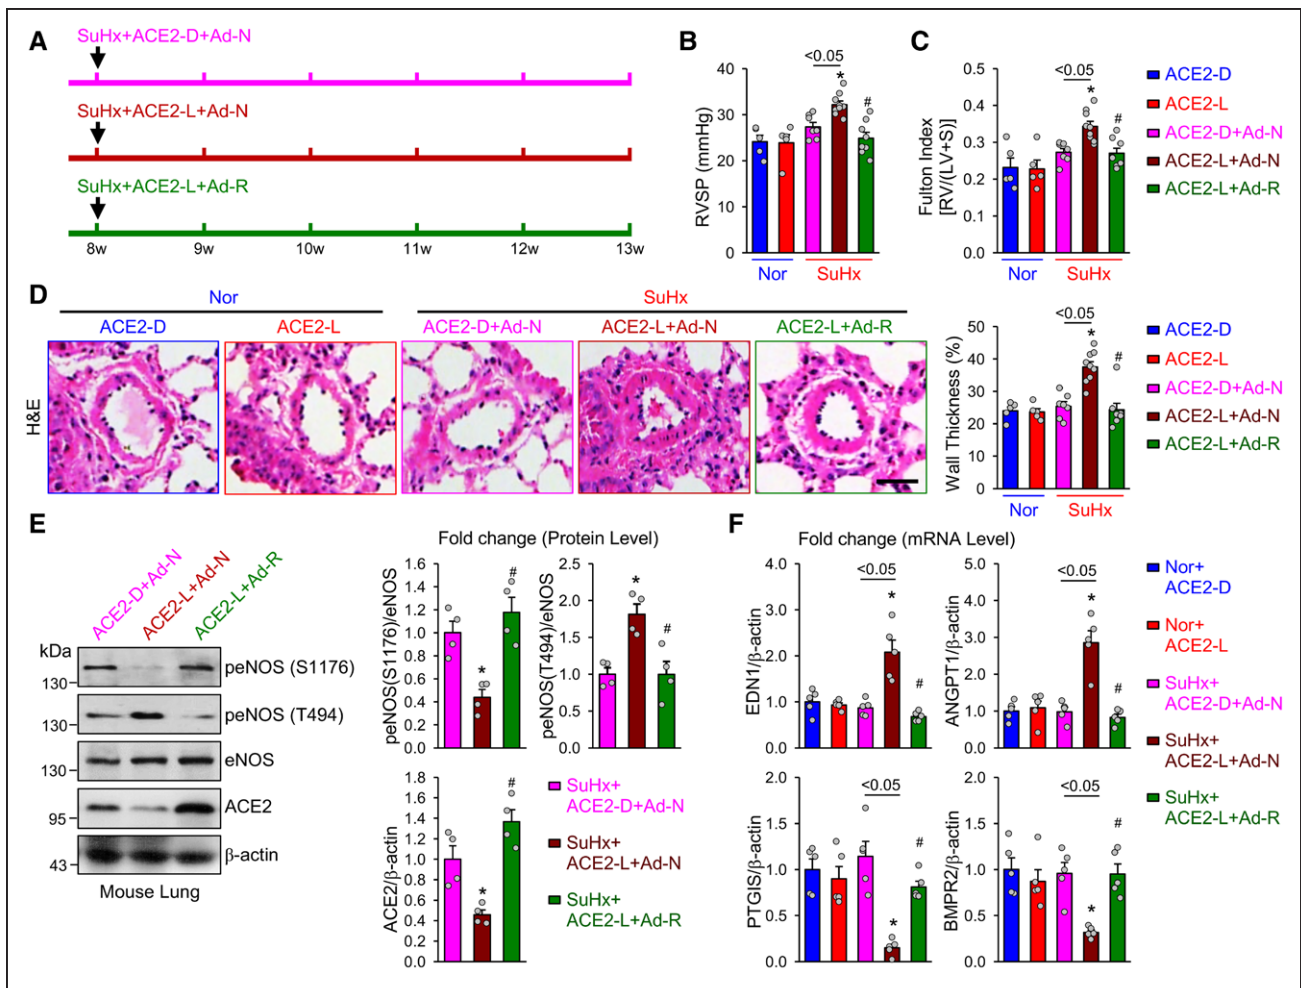 A
SuHx+ACE2-D+Ad-N
SuHx+ACE2-L+Ad-N
SuHx+ACE2-L+Ad-R
8w 9w 10w 11w 12w 13w
B
<0.05
*
#
RVSP (mmHg)
40
30
20
10
0
Nor SuHx
C
<0.05
*
#
Fulton Index
[RV/(LV+S)]
0.5
0.4
0.3
0.2
0.1
0.0
Nor SuHx
ACE2-D
ACE2-L
ACE2-D+Ad-N
ACE2-L+Ad-N
ACE2-L+Ad-R
D
Nor SuHx
ACE2-D ACE2-L ACE2-D+Ad-N ACE2-L+Ad-N ACE2-L+Ad-R
H&E
<0.05
*
#
Wall Thickness (%)
50
40
30
20
10
0
Nor SuHx
ACE2-D
ACE2-L
ACE2-D+Ad-N
ACE2-L+Ad-N
ACE2-L+Ad-R
E
ACE2-D+Ad-N
ACE2-L+Ad-N
ACE2-L+Ad-R
kDa
130 peNOS (S1176)
130 peNOS (T494)
130 eNOS
95 ACE2
43 β-actin
Mouse Lung
Fold change (Protein Level)
peNOS(S1176)/eNOS
1.6
1.4
1.2
1.0
0.8
0.6
0.4
0.2
0.0
*
#
peNOS(T494)/eNOS
2.5
2.0
1.5
1.0
0.5
0.0
*
#
ACE2/β-actin
1.8
1.6
1.4
1.2
1.0
0.8
0.6
0.4
0.2
0.0
*
#
SuHx+
ACE2-D+Ad-N
SuHx+
ACE2-L+Ad-N
SuHx+
ACE2-L+Ad-R
F
Fold change (mRNA Level)
<0.05
*
#
EDN1/β-actin
4.0
3.0
2.0
1.0
0.0
<0.05
*
#
ANGPT1/β-actin
5.0
4.0
3.0
2.0
1.0
0.0
<0.05
*
#
PTGIS/β-actin
2.0
1.5
1.0
0.5
0.0
<0.05
*
#
BMPR2/β-actin
2.0
1.5
1.0
0.5
0.0
Nor+
ACE2-D
Nor+
ACE2-L
SuHx+
ACE2-D+Ad-N
SuHx+
ACE2-L+Ad-N
SuHx+
ACE2-L+Ad-R